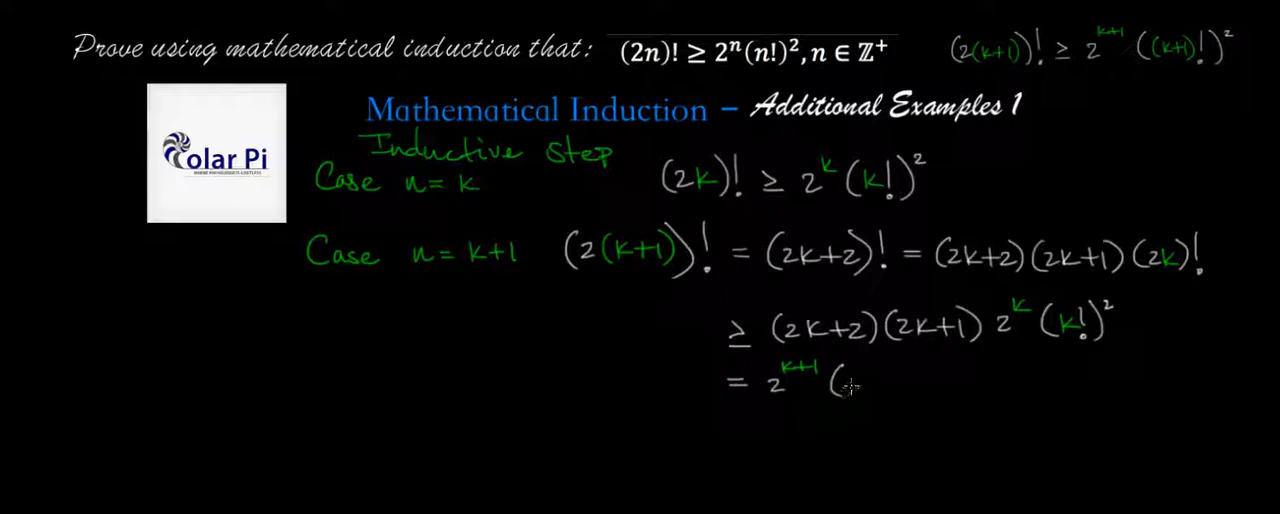 Prove using mathematical induction that: (2n)! ≥ 2ⁿ(n!)², n ∈ ℤ⁺ (2(k+1))! ≥ 2^(k+1) ((k+1)!)²
Mathematical Induction – Additional Examples 1
olar Pi
Inductive Step
Case n = k (2k)! ≥ 2^k (k!)²
Case n = k+1 (2(k+1))! = (2k+2)! = (2k+2)(2k+1)(2k)!
≥ (2k+2)(2k+1) 2^k (k!)²
= 2^(k+1) (